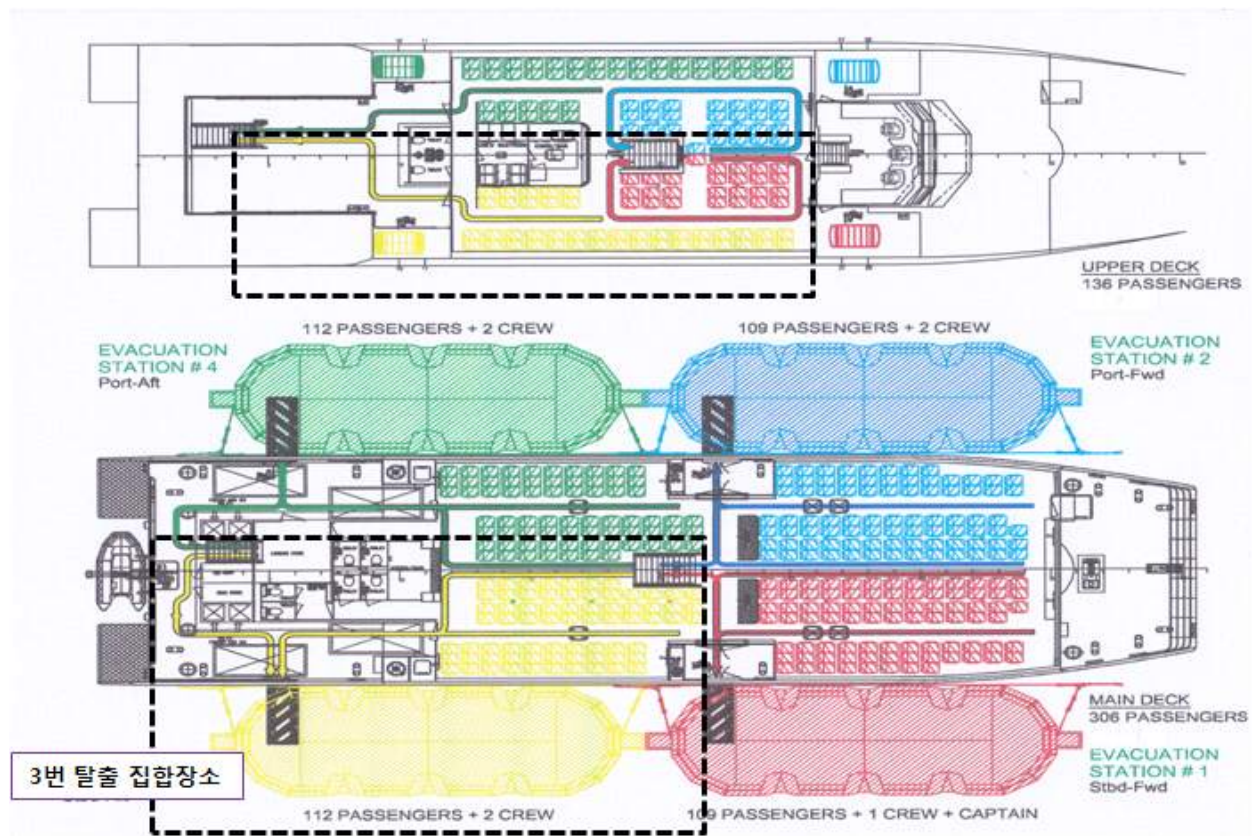 UPPER DECK
136 PASSENGERS
112 PASSENGERS + 2 CREW
109 PASSENGERS + 2 CREW
EVACUATION
STATION # 4
Port-Aft
EVACUATION
STATION # 2
Port-Fwd
MAIN DECK
306 PASSENGERS
3번 탈출 집합장소
EVACUATION
STATION # 1
Stbd-Fwd
112 PASSENGERS + 2 CREW
109 PASSENGERS + 1 CREW + CAPTAIN